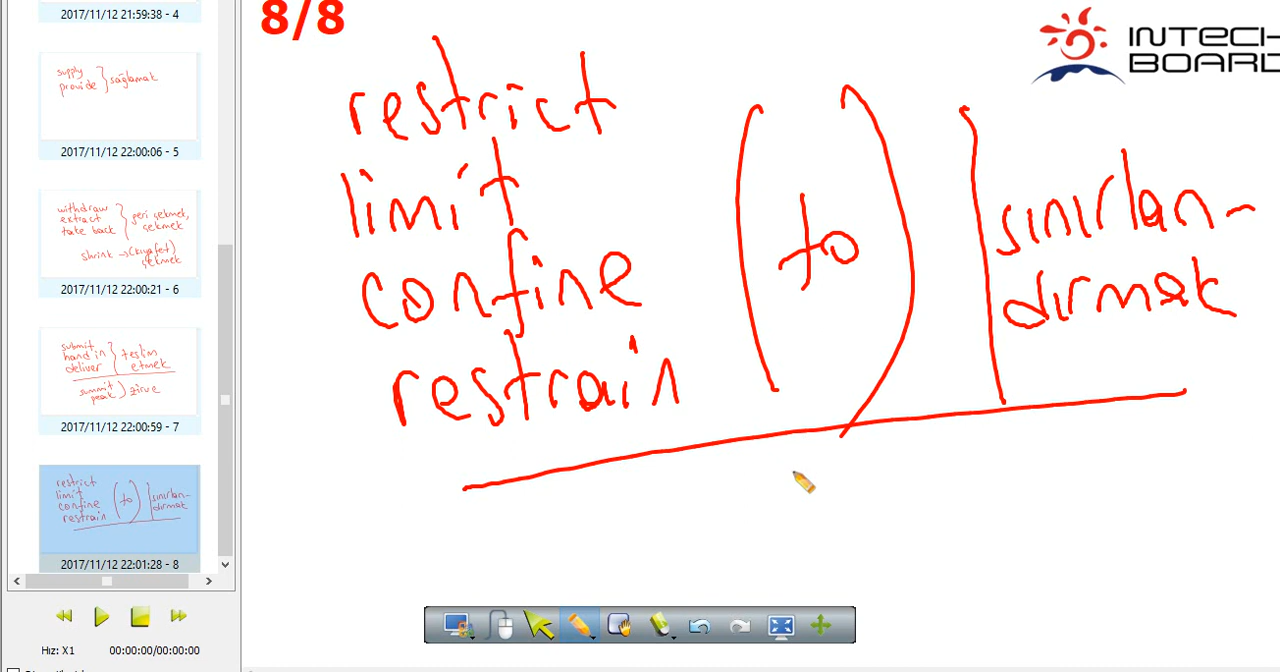 2017/11/12 21:59:38 - 4
supply
provide } sağlamak
2017/11/12 22:00:06 - 5
withdraw
extract
take back } geri çekmek,
çekmek
shrink → (kıyafet)
çekmek
2017/11/12 22:00:21 - 6
submit
hand in
deliver } teslim
etmek
summit
peak ) zirve
2017/11/12 22:00:59 - 7
restrict
limit
confine
restrain (to) sınırlan-
dırmak
2017/11/12 22:01:28 - 8
Hız: X1
00:00:00/00:00:00
8/8
INTECH
BOARD
restrict
limit
confine
restrain
(to)
sınırlan-
dırmak